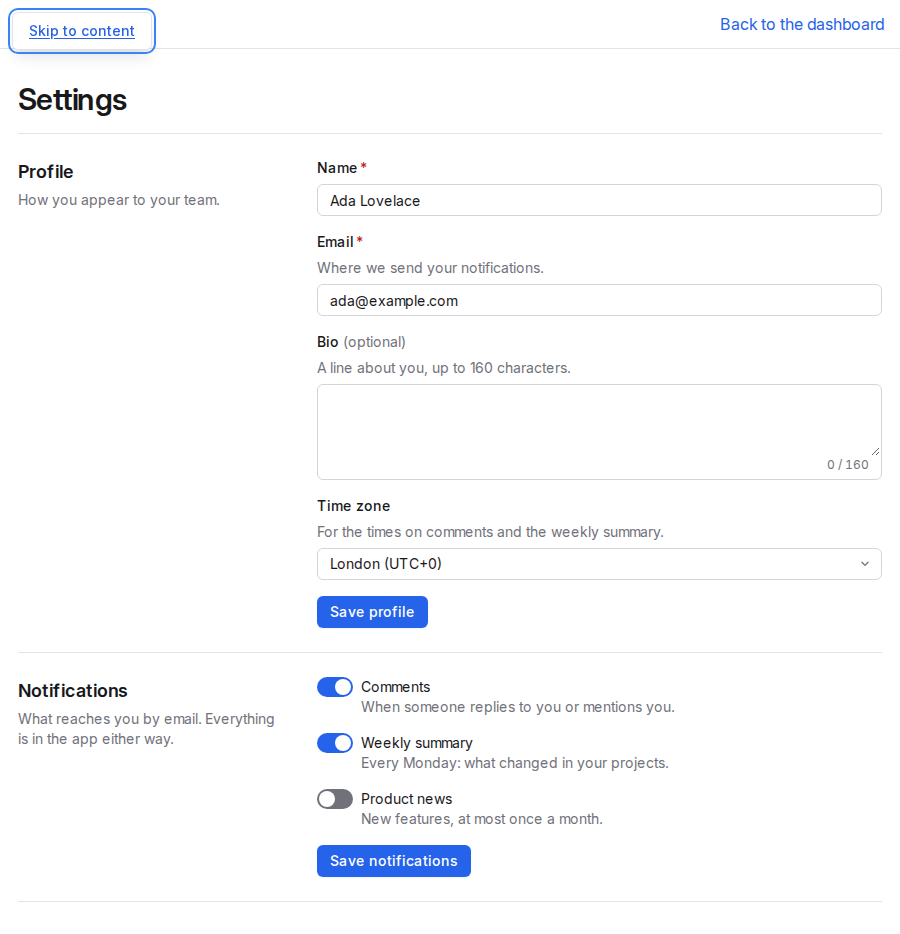 Skip to content
Back to the dashboard
Settings
Profile
How you appear to your team.
Name *
Ada Lovelace
Email *
Where we send your notifications.
ada@example.com
Bio (optional)
A line about you, up to 160 characters.
0 / 160
Time zone
For the times on comments and the weekly summary.
London (UTC+0)
Save profile
Notifications
What reaches you by email. Everything
is in the app either way.
Comments
When someone replies to you or mentions you.
Weekly summary
Every Monday: what changed in your projects.
Product news
New features, at most once a month.
Save notifications